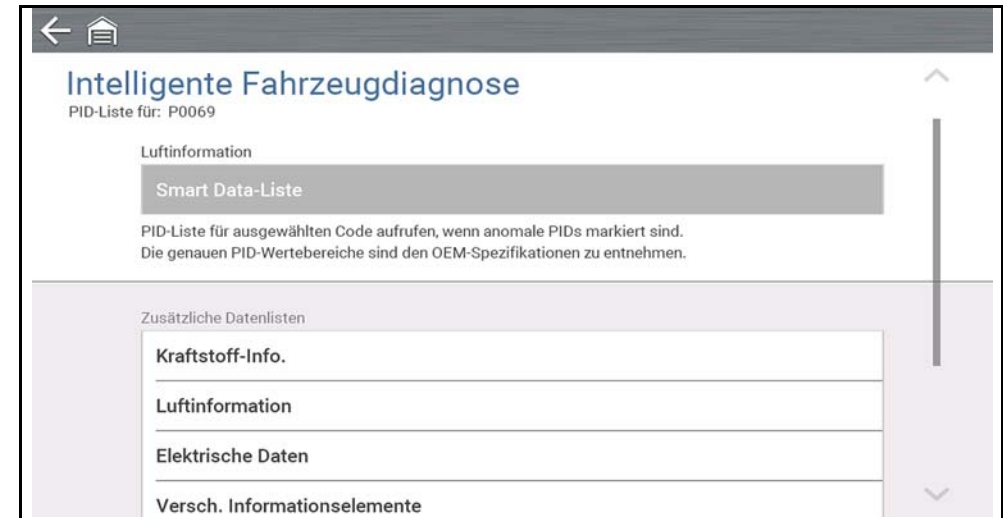 Intelligente Fahrzeugdiagnose
PID-Liste für: P0069
Luftinformation
Smart Data-Liste
PID-Liste für ausgewählten Code aufrufen, wenn anomale PIDs markiert sind.
Die genauen PID-Wertebereiche sind den OEM-Spezifikationen zu entnehmen.
Zusätzliche Datenlisten
Kraftstoff-Info.
Luftinformation
Elektrische Daten
Versch. Informationselemente